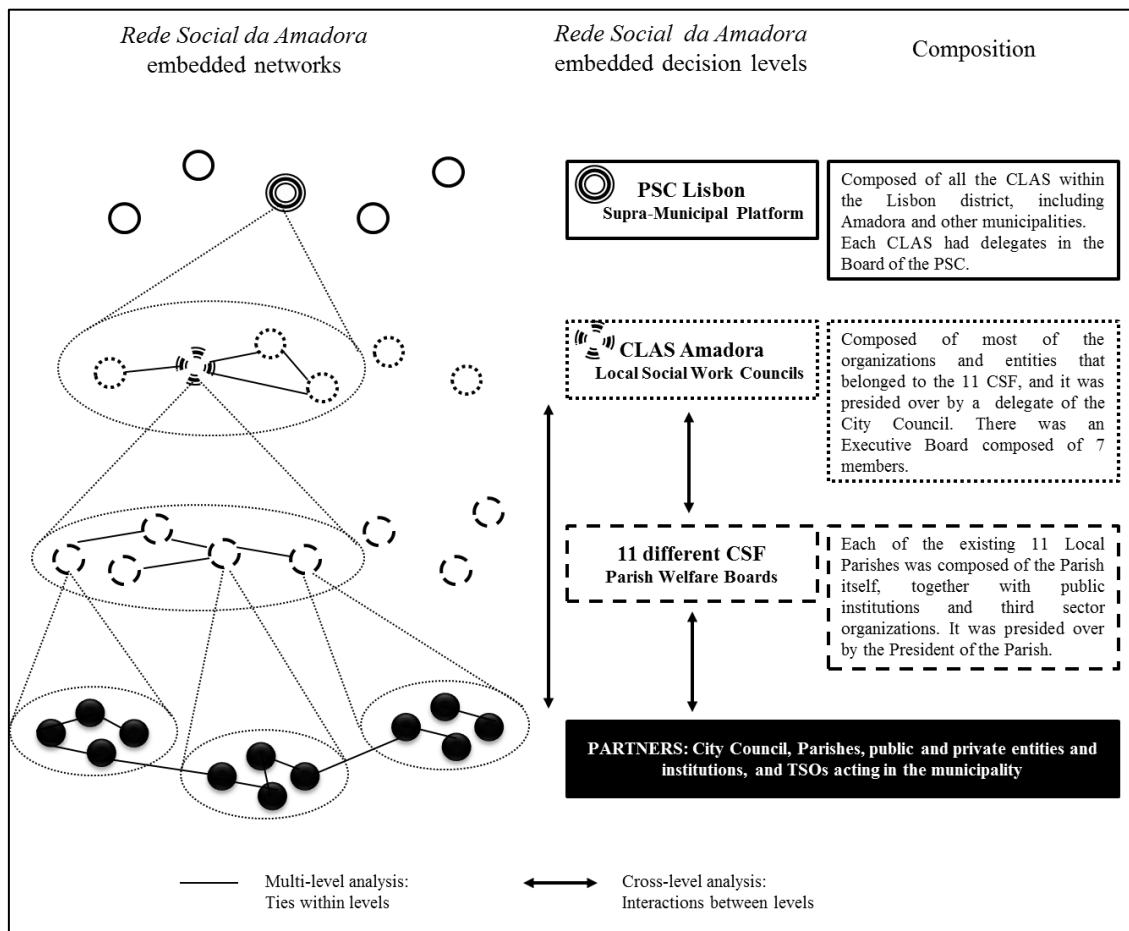 Rede Social da Amadora
embedded networks
Rede Social da Amadora
embedded decision levels
Composition
PSC Lisbon
Supra-Municipal Platform
Composed of all the CLAS within
the Lisbon district, including
Amadora and other municipalities.
Each CLAS had delegates in the
Board of the PSC.
CLAS Amadora
Local Social Work Councils
Composed of most of the
organizations and entities that
belonged to the 11 CSF, and it was
presided over by a delegate of the
City Council. There was an
Executive Board composed of 7
members.
11 different CSF
Parish Welfare Boards
Each of the existing 11 Local
Parishes was composed of the Parish
itself, together with public
institutions and third sector
organizations. It was presided over
by the President of the Parish.
PARTNERS: City Council, Parishes, public and private entities and
institutions, and TSOs acting in the municipality
Multi-level analysis:
Ties within levels
Cross-level analysis:
Interactions between levels